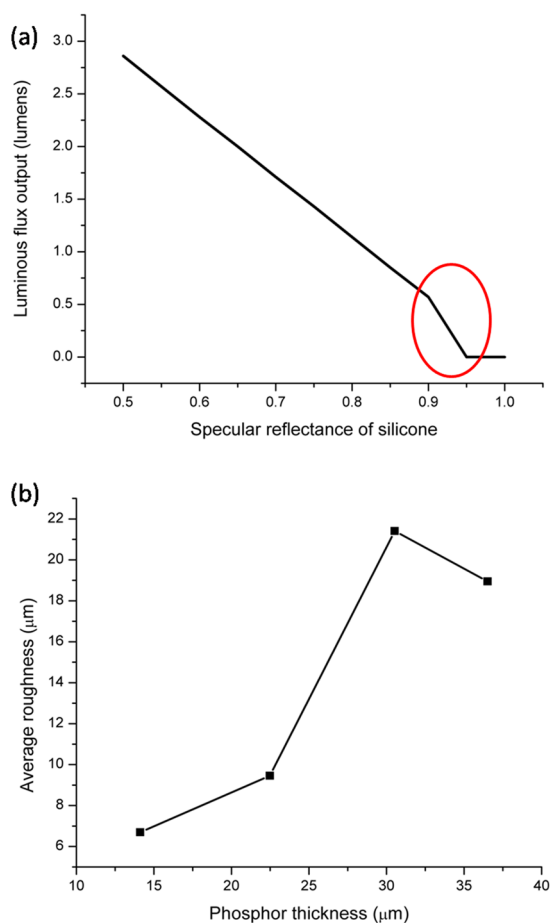 (a)
Luminous flux output (lumens)
3.0
2.5
2.0
1.5
1.0
0.5
0.0
0.5 0.6 0.7 0.8 0.9 1.0
Specular reflectance of silicone
(b)
Average roughness (μm)
22
20
18
16
14
12
10
8
6
10 15 20 25 30 35 40
Phosphor thickness (μm)